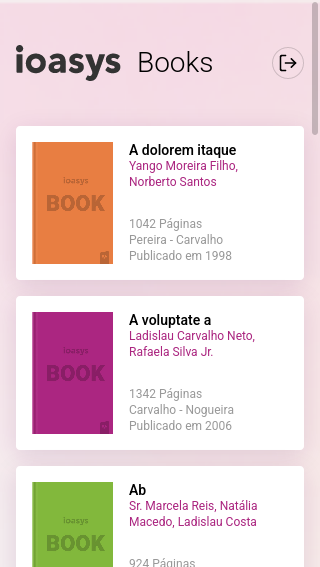 ioasys Books
A dolorem itaque
Yango Moreira Filho,
Norberto Santos
1042 Páginas
Pereira - Carvalho
Publicado em 1998
ioasys
BOOK
A voluptate a
Ladislau Carvalho Neto,
Rafaela Silva Jr.
1342 Páginas
Carvalho - Nogueira
Publicado em 2006
ioasys
BOOK
Ab
Sr. Marcela Reis, Natália
Macedo, Ladislau Costa
924 Páginas
ioasys
BOOK